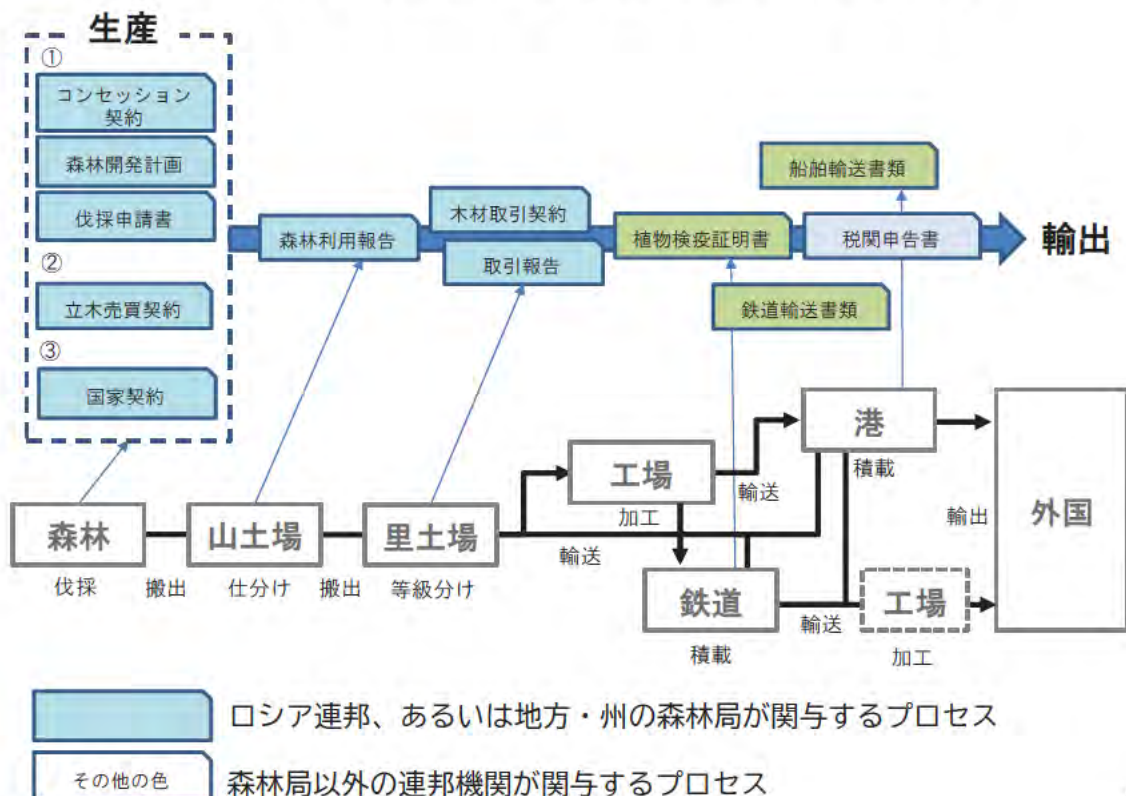 生産
①
コンセッション
契約
森林開発計画
伐採申請書
②
立木売買契約
③
国家契約
森林利用報告
木材取引契約
取引報告
植物検疫証明書
鉄道輸送書類
船舶輸送書類
税関申告書
輸出
森林
伐採
搬出
山土場
仕分け
搬出
里土場
等級分け
輸送
工場
加工
輸送
鉄道
積載
輸送
港
積載
工場
加工
輸出
外国
ロシア連邦、あるいは地方・州の森林局が関与するプロセス
その他の色
森林局以外の連邦機関が関与するプロセス